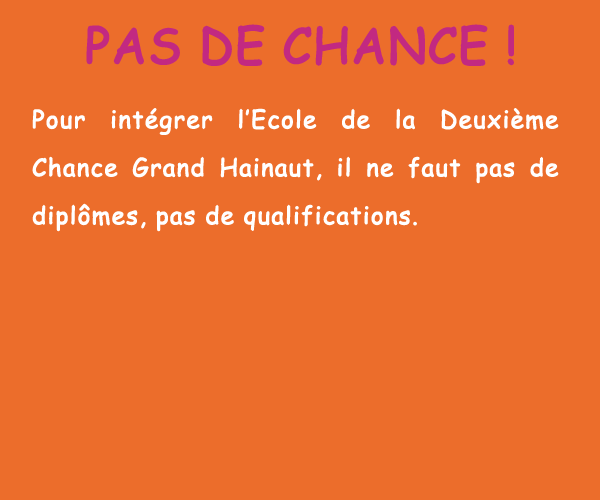 PAS DE CHANCE !
Pour intégrer l’Ecole de la Deuxième
Chance Grand Hainaut, il ne faut pas de
diplômes, pas de qualifications.